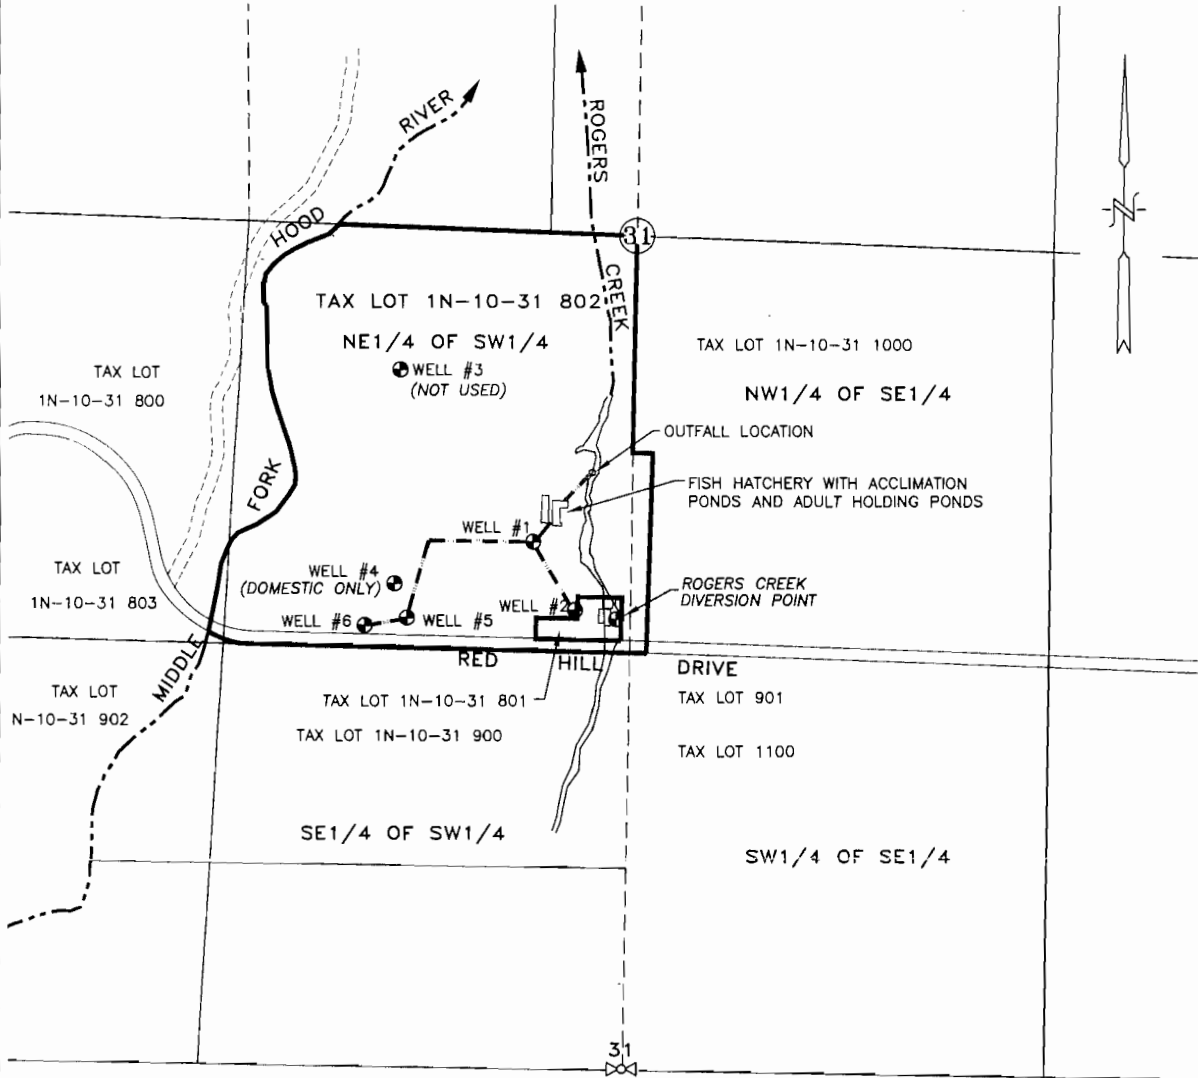 RIVER
ROGERS
N
HOOD
31
CREEK
TAX LOT 1N-10-31 802
NE1/4 OF SW1/4
WELL #3
(NOT USED)
TAX LOT 1N-10-31 1000
NW1/4 OF SE1/4
TAX LOT
1N-10-31 800
OUTFALL LOCATION
FORK
FISH HATCHERY WITH ACCLIMATION
PONDS AND ADULT HOLDING PONDS
WELL #1
TAX LOT
1N-10-31 803
WELL #4
(DOMESTIC ONLY)
ROGERS CREEK
DIVERSION POINT
WELL #2
WELL #6
WELL #5
MIDDLE
RED HILL DRIVE
TAX LOT
N-10-31 902
TAX LOT 1N-10-31 801
TAX LOT 901
TAX LOT 1N-10-31 900
TAX LOT 1100
SE1/4 OF SW1/4
SW1/4 OF SE1/4
31